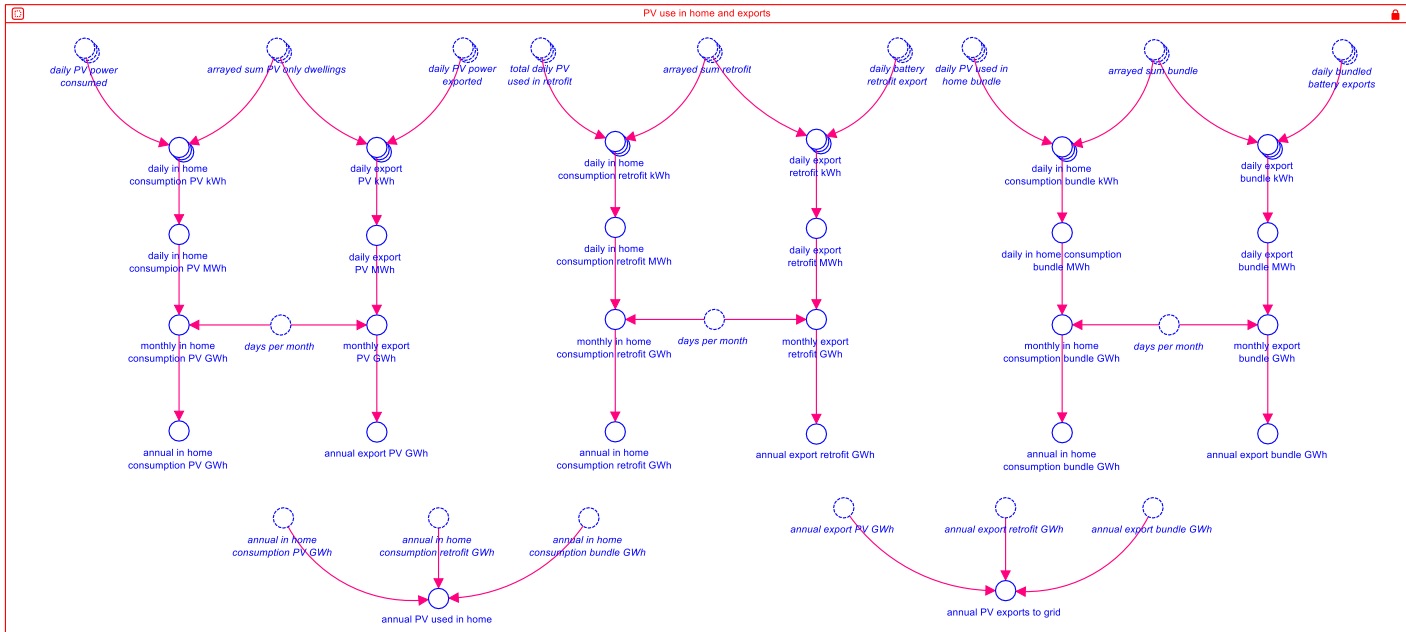 PV use in home and exports
daily PV power
consumed
arrayed sum PV only dwellings
daily PV power
exported
total daily PV
used in retrofit
arrayed sum retrofit
daily battery
retrofit export
daily PV used in
home bundle
arrayed sum bundle
daily bundled
battery exports
daily in home
consumption PV kWh
daily export
PV kWh
daily in home
consumption retrofit kWh
daily export
retrofit kWh
daily in home
consumption bundle kWh
daily export
bundle kWh
daily in home
consumpion PV MWh
daily export
PV MWh
daily in home
consumption retrofit MWh
daily export
retrofit MWh
daily in home consumption
bundle MWh
daily export
bundle MWh
monthly in home
consumption PV GWh
days per month
monthly export
PV GWh
monthly in home
consumption retrofit GWh
days per month
monthly export
retrofit GWh
monthly in home
consumption bundle GWh
days per month
monthly export
bundle GWh
annual in home
consumption PV GWh
annual export PV GWh
annual in home
consumption retrofit GWh
annual export retrofit GWh
annual in home
consumption bundle GWh
annual export bundle GWh
annual in home
consumption PV GWh
annual in home
consumption retrofit GWh
annual in home
consumption bundle GWh
annual PV used in home
annual export PV GWh
annual export retrofit GWh
annual export bundle GWh
annual PV exports to grid